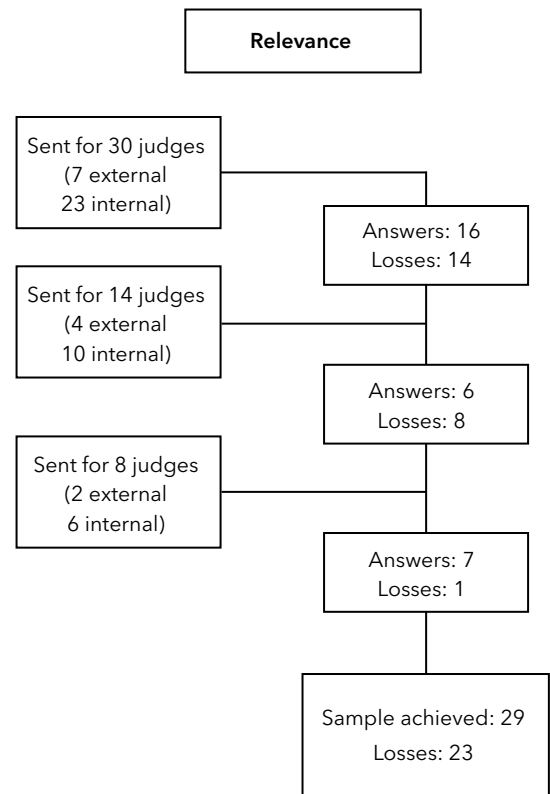 Relevance
Sent for 30 judges
(7 external
23 internal)
Answers: 16
Losses: 14
Sent for 14 judges
(4 external
10 internal)
Answers: 6
Losses: 8
Sent for 8 judges
(2 external
6 internal)
Answers: 7
Losses: 1
Sample achieved: 29
Losses: 23